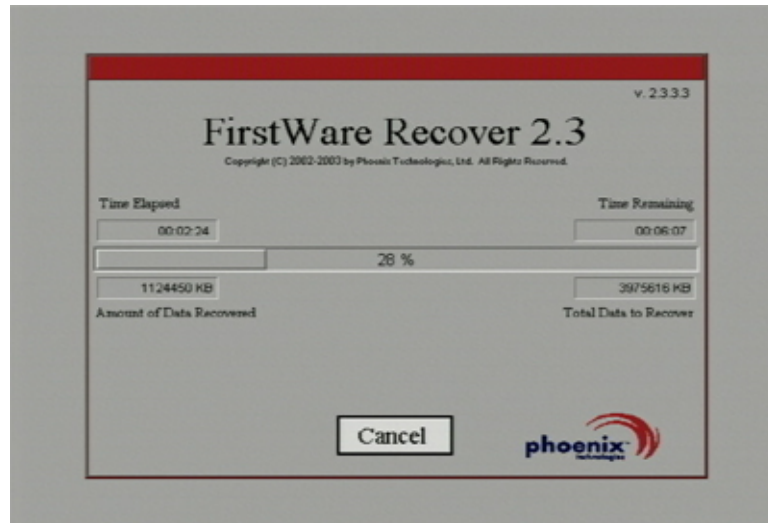 v. 2.3.3.3
FirstWare Recover 2.3
Copyright (C) 2002-2003 by Phoenix Technologies, Ltd. All Rights Reserved.
Time Elapsed Time Remaining
00:02:24 00:06:07
28 %
1124450 KB 3975616 KB
Amount of Data Recovered Total Data to Recover
Cancel
phoenix
technologies